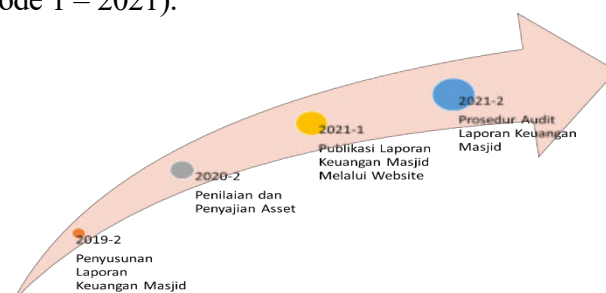 ode 1 – 2021).
2021-2
Prosedur Audit
Laporan Keuangan
Masjid
2021-1
Publikasi Laporan
Keuangan Masjid
Melalui Website
2020-2
Penilaian dan
Penyajian Asset
2019-2
Penyusunan
Laporan
Keuangan Masjid